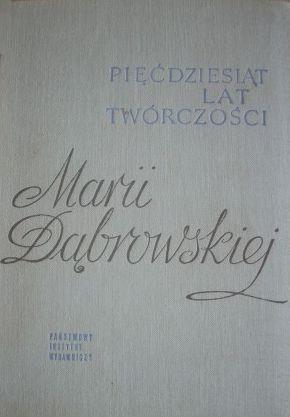 PIĘĆDZIESIĄT
LAT
TWÓRCZOŚCI
Marii
Dąbrowskiej
PAŃSTWOWY
INSTYTUT
WYDAWNICZY